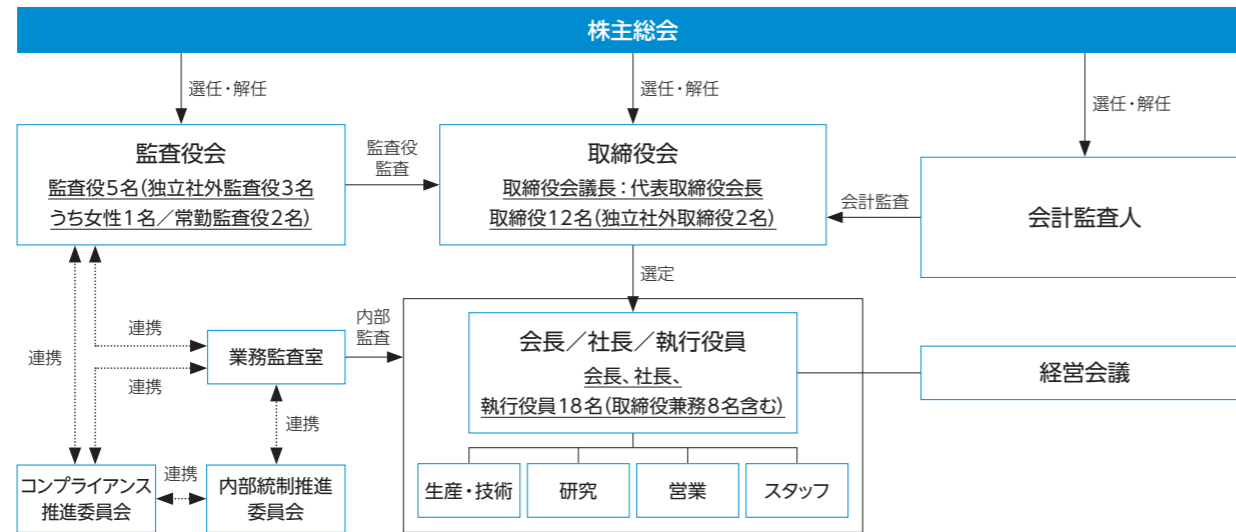 株主総会
選任・解任
選任・解任
選任・解任
監査役会
監査役5名(独立社外監査役3名
うち女性1名／常勤監査役2名)
監査役
監査
取締役会
取締役会議長：代表取締役会長
取締役12名(独立社外取締役2名)
会計監査
会計監査人
選定
連携
連携
連携
業務監査室
内部
監査
会長／社長／執行役員
会長、社長、
執行役員18名(取締役兼務8名含む)
経営会議
連携
コンプライアンス
推進委員会
連携
内部統制推進
委員会
生産・技術
研究
営業
スタッフ